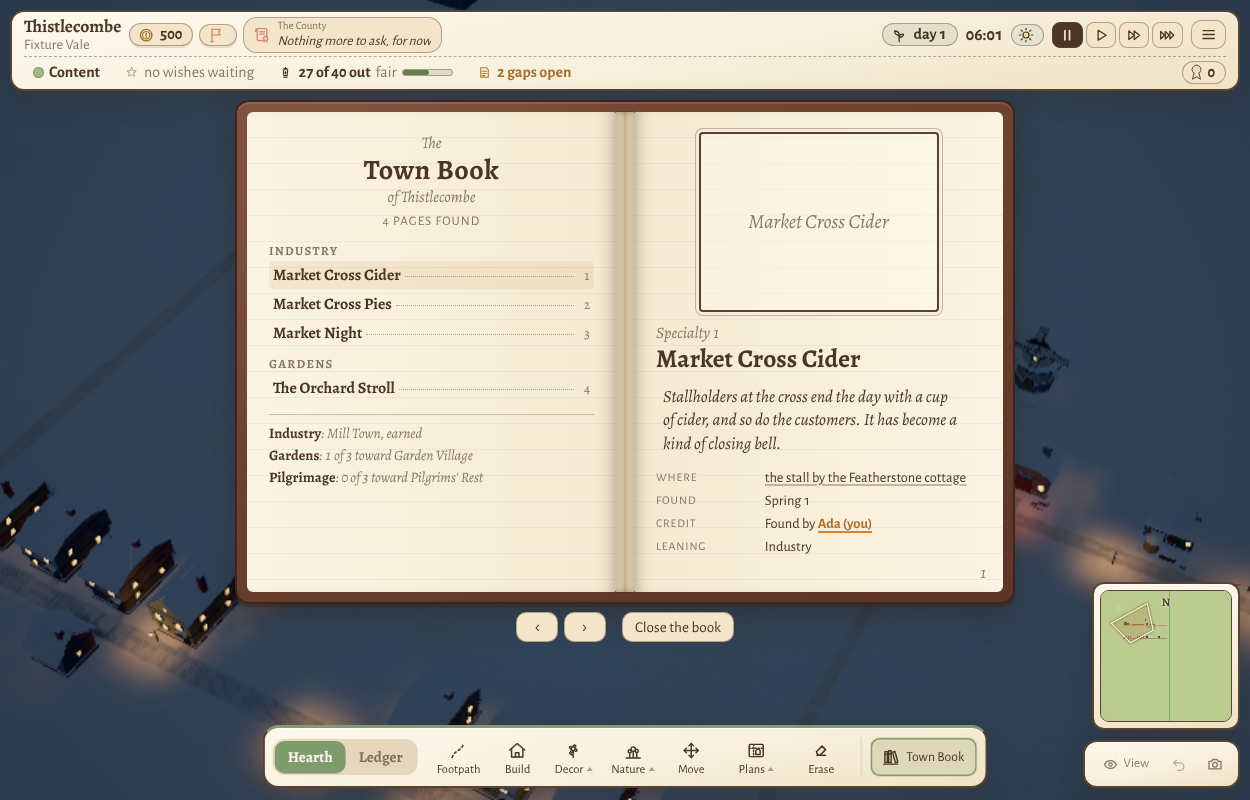 Thistlecombe
Fixture Vale
500
The County
Nothing more to ask, for now
day 1
06:01
Content
no wishes waiting
27 of 40 out fair
2 gaps open
0
The
Town Book
of Thistlecombe
4 PAGES FOUND
INDUSTRY
Market Cross Cider 1
Market Cross Pies 2
Market Night 3
GARDENS
The Orchard Stroll 4
Industry: Mill Town, earned
Gardens: 1 of 3 toward Garden Village
Pilgrimage: 0 of 3 toward Pilgrims' Rest
Market Cross Cider
Specialty 1
Market Cross Cider
Stallholders at the cross end the day with a cup
of cider, and so do the customers. It has become a
kind of closing bell.
WHERE the stall by the Featherstone cottage
FOUND Spring 1
CREDIT Found by Ada (you)
LEANING Industry
1
‹ › Close the book
N
Hearth
Ledger
Footpath
Build
Decor
Nature
Move
Plans
Erase
Town Book
View